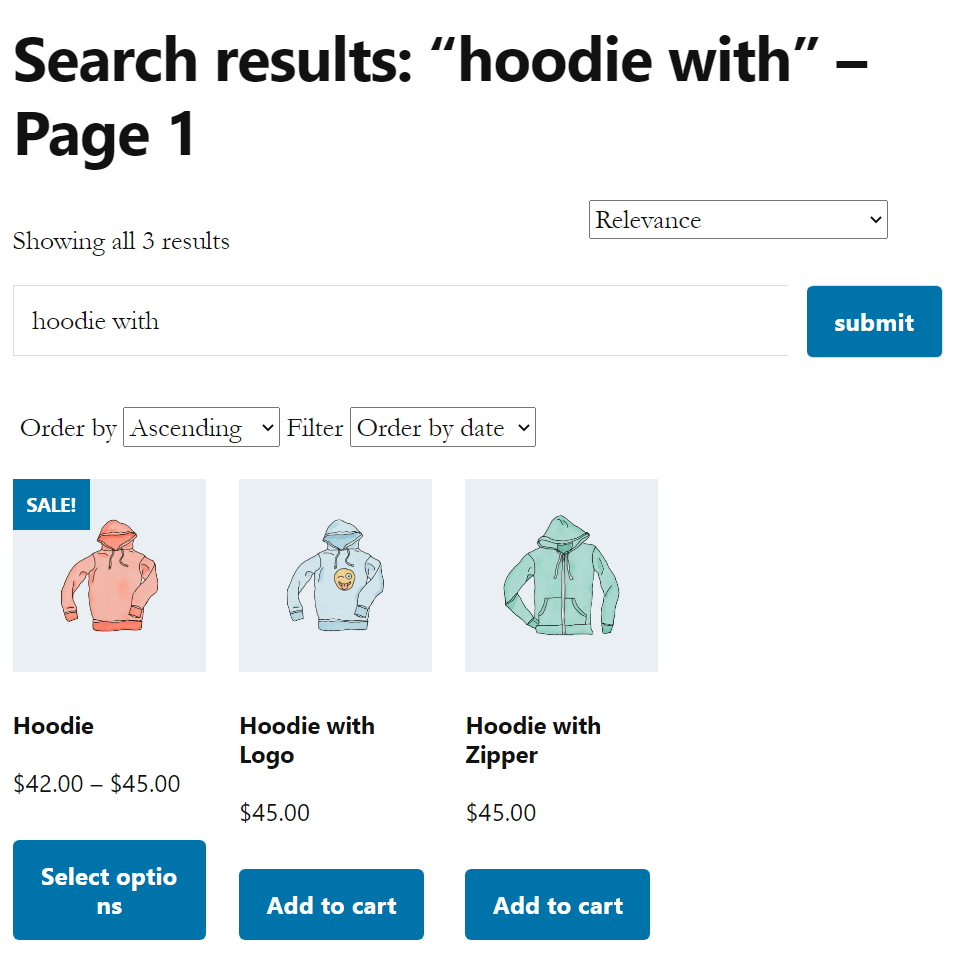 Search results: “hoodie with” –
Page 1
Relevance
Showing all 3 results
hoodie with
submit
Order by Ascending Filter Order by date
SALE!
Hoodie
$42.00 – $45.00
Select optio
ns
Hoodie with
Logo
$45.00
Add to cart
Hoodie with
Zipper
$45.00
Add to cart